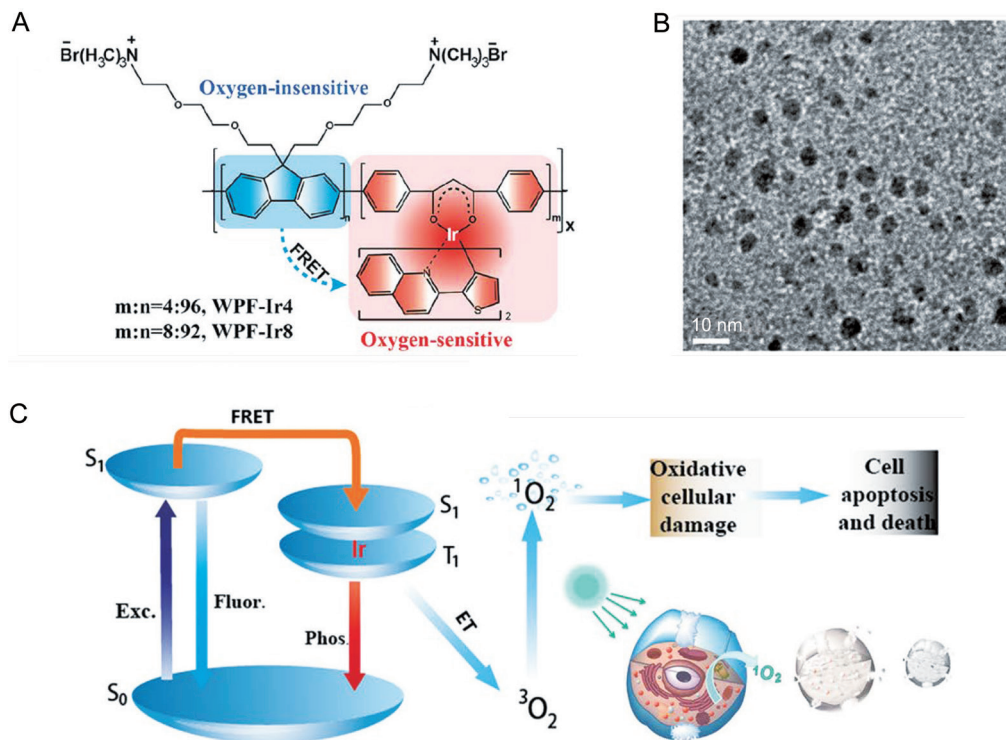 A
B
Br(H₃C)₃N⁺
N(CH₃)₃Br
Oxygen-insensitive
n
m
x
O
O
Ir
FRET
N
S
2
m:n=4:96, WPF-Ir4
m:n=8:92, WPF-Ir8
Oxygen-sensitive
10 nm
C
FRET
S₁
S₁
Ir
T₁
Exc.
Fluor.
Phos.
ET
S₀
¹O₂
³O₂
Oxidative
cellular
damage
Cell
apoptosis
and death
¹O₂